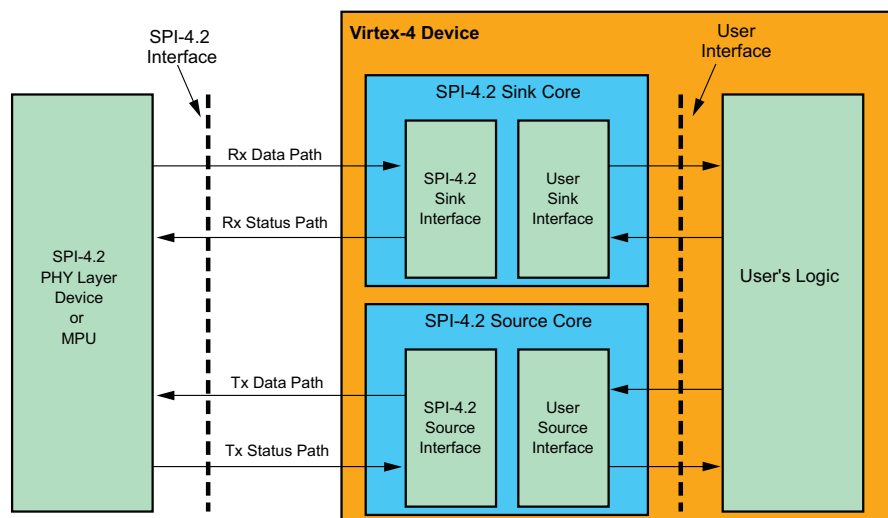 SPI-4.2
Interface
Virtex-4 Device
User
Interface
SPI-4.2 Sink Core
Rx Data Path
SPI-4.2
Sink
Interface
User
Sink
Interface
Rx Status Path
SPI-4.2
PHY Layer
Device
or
MPU
User's Logic
SPI-4.2 Source Core
Tx Data Path
SPI-4.2
Source
Interface
User
Source
Interface
Tx Status Path